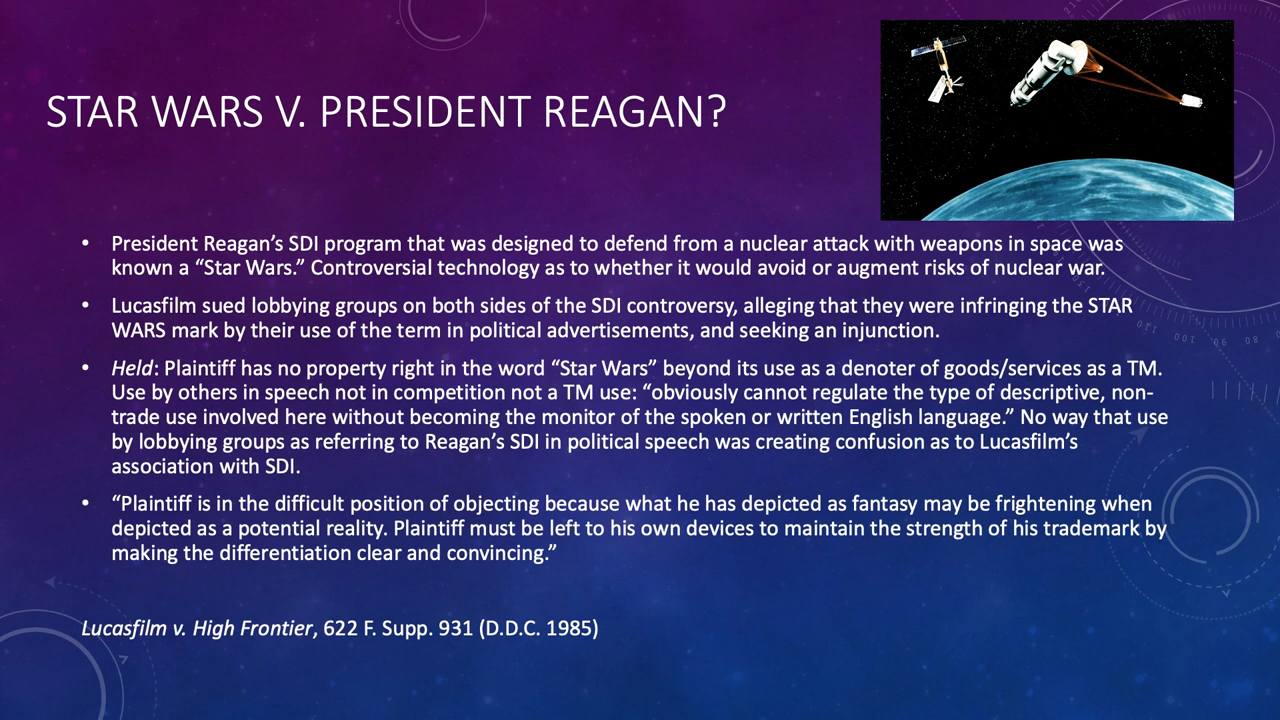 STAR WARS V. PRESIDENT REAGAN?
• President Reagan’s SDI program that was designed to defend from a nuclear attack with weapons in space was
known a “Star Wars.” Controversial technology as to whether it would avoid or augment risks of nuclear war.
• Lucasfilm sued lobbying groups on both sides of the SDI controversy, alleging that they were infringing the STAR
WARS mark by their use of the term in political advertisements, and seeking an injunction.
• Held: Plaintiff has no property right in the word “Star Wars” beyond its use as a denoter of goods/services as a TM.
Use by others in speech not in competition not a TM use: “obviously cannot regulate the type of descriptive, non-
trade use involved here without becoming the monitor of the spoken or written English language.” No way that use
by lobbying groups as referring to Reagan’s SDI in political speech was creating confusion as to Lucasfilm’s
association with SDI.
• “Plaintiff is in the difficult position of objecting because what he has depicted as fantasy may be frightening when
depicted as a potential reality. Plaintiff must be left to his own devices to maintain the strength of his trademark by
making the differentiation clear and convincing.”
Lucasfilm v. High Frontier, 622 F. Supp. 931 (D.D.C. 1985)